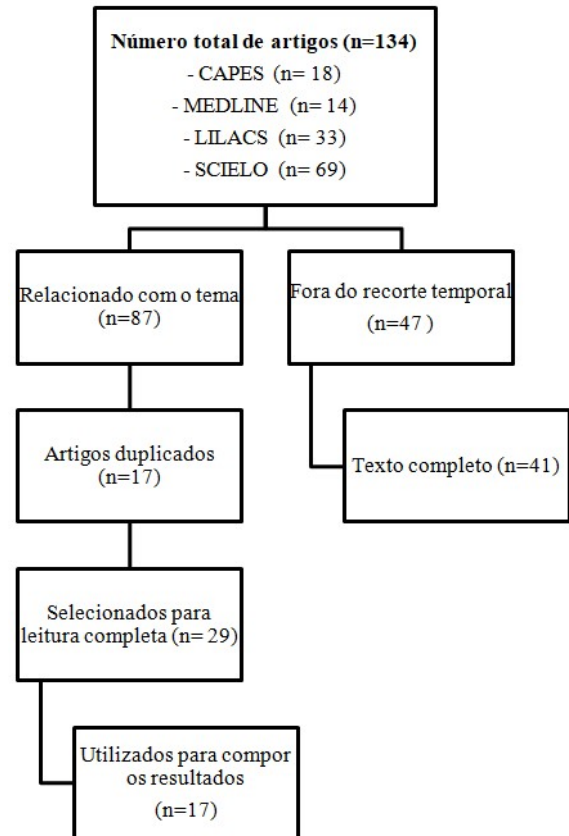 Número total de artigos (n=134)
- CAPES (n= 18)
- MEDLINE (n= 14)
- LILACS (n= 33)
- SCIELO (n= 69)
Relacionado com o tema
(n=87)
Fora do recorte temporal
(n=47 )
Artigos duplicados
(n=17)
Texto completo (n=41)
Selecionados para
leitura completa (n= 29)
Utilizados para compor
os resultados
(n=17)